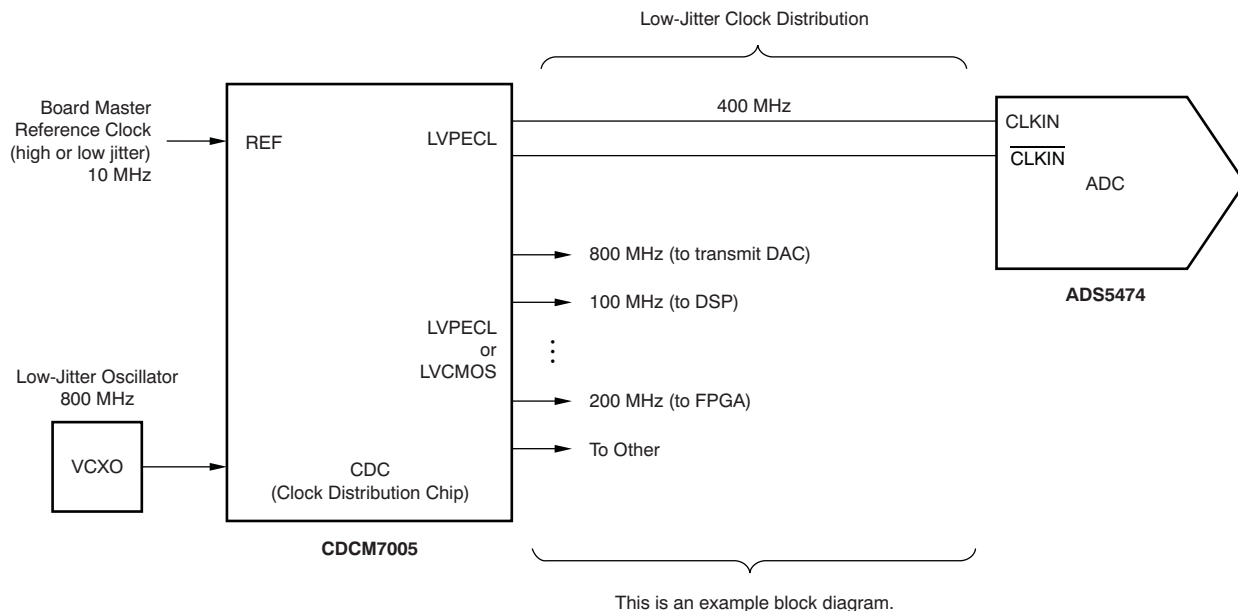 Low-Jitter Clock Distribution
Board Master
Reference Clock
(high or low jitter)
10 MHz
REF
LVPECL
400 MHz
CLKIN
CLKIN
ADC
ADS5474
800 MHz (to transmit DAC)
100 MHz (to DSP)
LVPECL
or
LVCMOS
⋮
200 MHz (to FPGA)
To Other
Low-Jitter Oscillator
800 MHz
VCXO
CDC
(Clock Distribution Chip)
CDCM7005
This is an example block diagram.